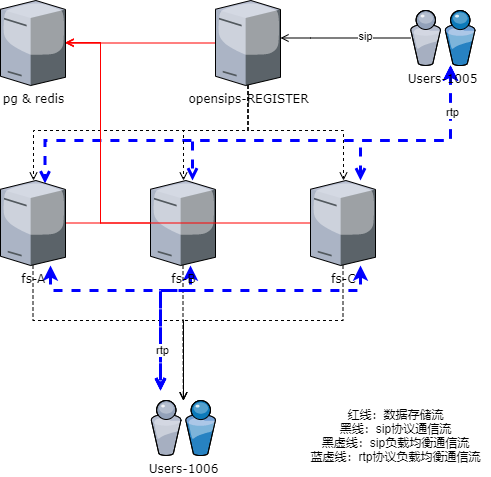 sip
Users-1005
pg & redis
opensips-REGISTER
rtp
fs-A
fs-B
fs-C
rtp
Users-1006
红线：数据存储流
黑线：sip协议通信流
黑虚线：sip负载均衡通信流
蓝虚线：rtp协议负载均衡通信流